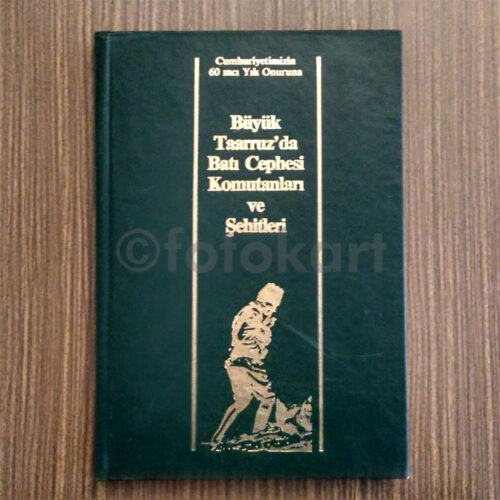 Cumhuriyetimizin
60 ıncı Yılı Onuruna
Büyük
Taarruz'da
Batı Cephesi
Komutanları
ve
Şehitleri
©fotokart